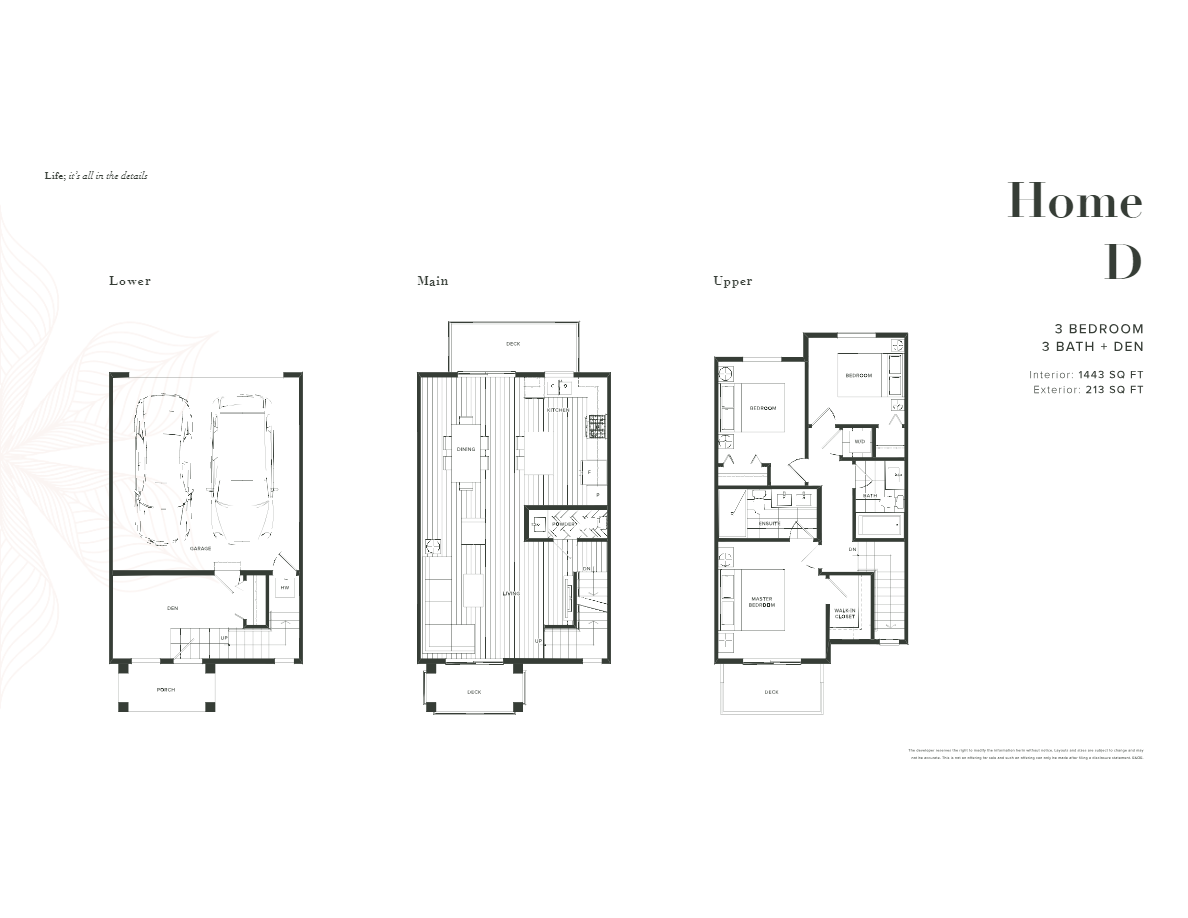 Life; it's all in the details
Home
D
3 BEDROOM
3 BATH + DEN
Interior: 1443 SQ FT
Exterior: 213 SQ FT
Lower
GARAGE
HW
DEN
UP
PORCH
Main
DECK
KITCHEN
DINING
F
P
POWDER
DN
LIVING
UP
DECK
Upper
BEDROOM
BEDROOM
W/D
BATH
ENSUITE
DN
MASTER
BEDROOM
WALK-IN
CLOSET
DECK
The developer reserves the right to modify the information herein without notice. Layouts and sizes are subject to change and may
not be accurate. This is not an offering for sale and such an offering can only be made after filing a disclosure statement. E&OE.